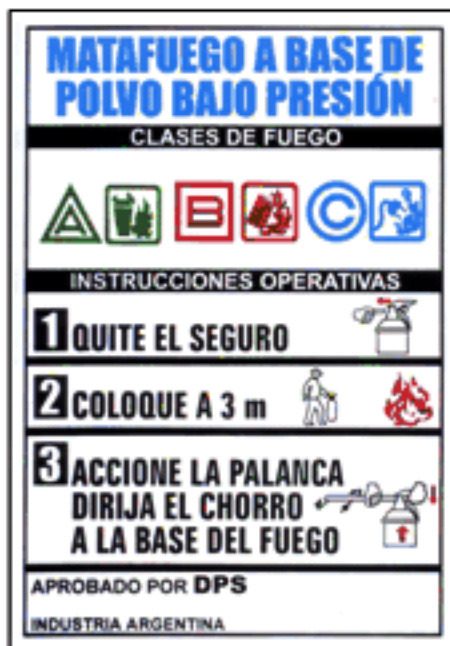 MATAFUEGO A BASE DE
POLVO BAJO PRESIÓN
CLASES DE FUEGO
A B C
INSTRUCCIONES OPERATIVAS
1 QUITE EL SEGURO
2 COLOQUE A 3 m
3 ACCIONE LA PALANCA
DIRIJA EL CHORRO
A LA BASE DEL FUEGO
APROBADO POR DPS
INDUSTRIA ARGENTINA